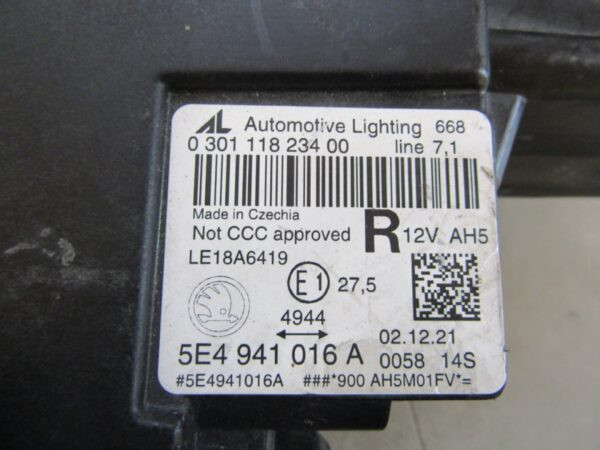 AL Automotive Lighting 668
0 301 118 234 00 line 7,1
Made in Czechia
Not CCC approved R 12V AH5
LE18A6419
E1 27,5
4944
02.12.21
5E4 941 016 A 0058 14S
#5E4941016A ###*900 AH5M01FV*=